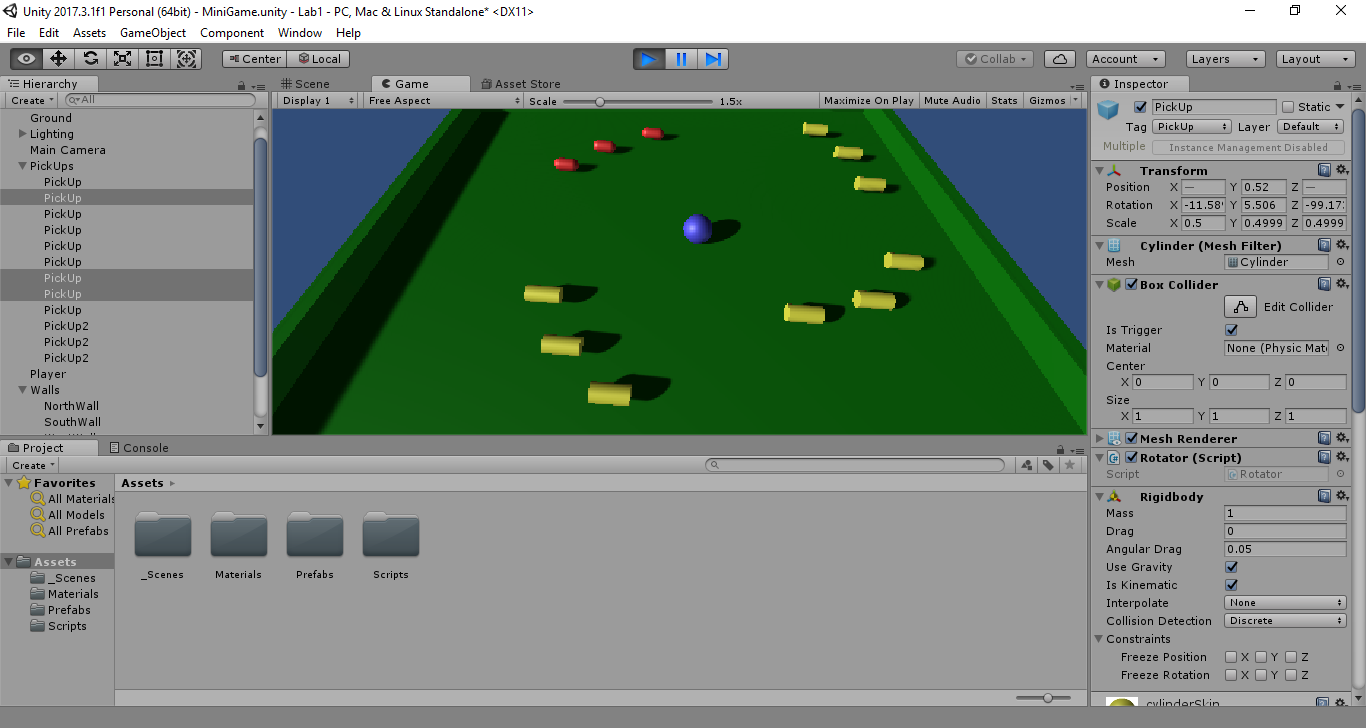 Unity 2017.3.1f1 Personal (64bit) - MiniGame.unity - Lab1 - PC, Mac & Linux Standalone* <DX11>
File Edit Assets GameObject Component Window Help
Center Local Collab Account Layers Layout
Hierarchy
Create All
Ground
Lighting
Main Camera
PickUps
PickUp
PickUp
PickUp
PickUp
PickUp
PickUp
PickUp
PickUp
PickUp
PickUp2
PickUp2
PickUp2
Player
Walls
NorthWall
SouthWall
Scene Game Asset Store
Display 1 Free Aspect Scale 1.5x Maximize On Play Mute Audio Stats Gizmos
Inspector
PickUp Static
Tag PickUp Layer Default
Multiple Instance Management Disabled
Transform
Position X — Y 0.52 Z —
Rotation X -11.58 Y 5.506 Z -99.17
Scale X 0.5 Y 0.4999 Z 0.4999
Cylinder (Mesh Filter)
Mesh Cylinder
Box Collider
Edit Collider
Is Trigger
Material None (Physic Mate
Center
X 0 Y 0 Z 0
Size
X 1 Y 1 Z 1
Mesh Renderer
Rotator (Script)
Script Rotator
Rigidbody
Mass 1
Drag 0
Angular Drag 0.05
Use Gravity
Is Kinematic
Interpolate None
Collision Detection Discrete
Constraints
Freeze Position X Y Z
Freeze Rotation X Y Z
cylinderSkin
Project Console
Create
Favorites
All Materials
All Models
All Prefabs
Assets
_Scenes
Materials
Prefabs
Scripts
Assets
_Scenes Materials Prefabs Scripts